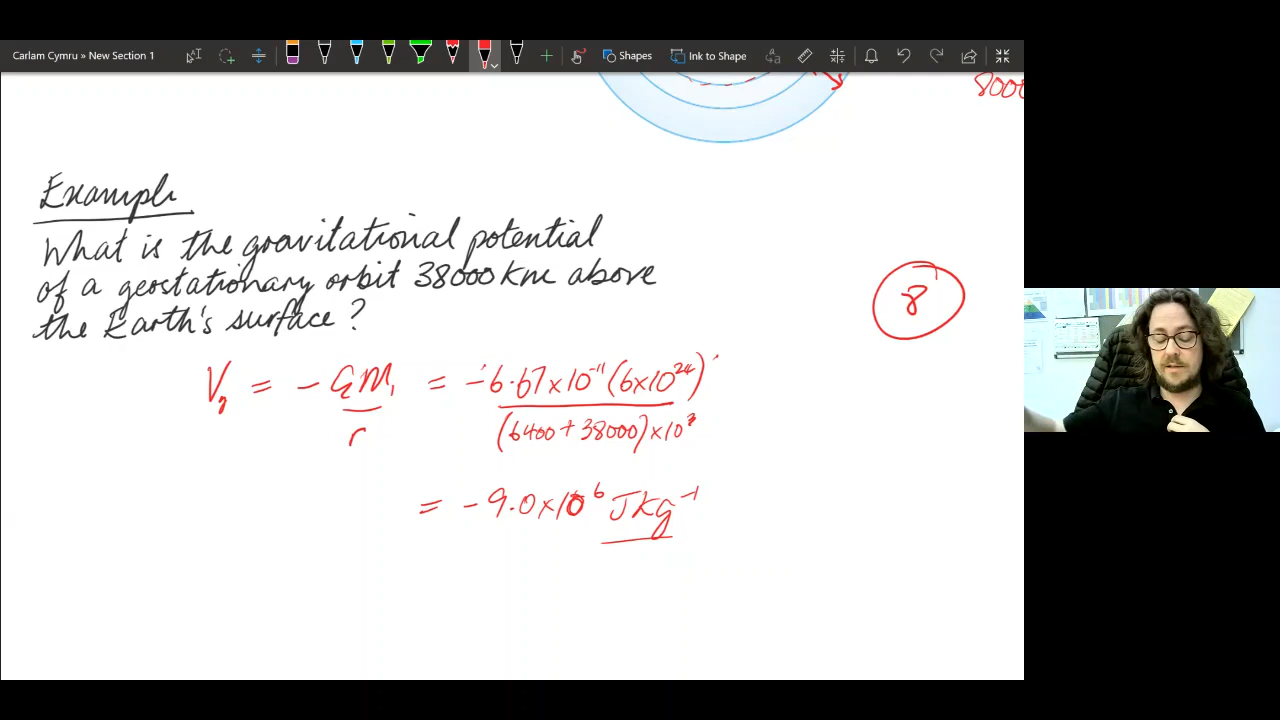 Carlam Cymru » New Section 1
Shapes
Ink to Shape
8000
Example
What is the gravitational potential
of a geostationary orbit 38000 km above
the Earth's surface?
8
Vg = - GM₁ = -6.67×10⁻¹¹ (6×10²⁴)
r (6400 + 38000)×10³
= - 9.0×10⁶ JKg⁻¹